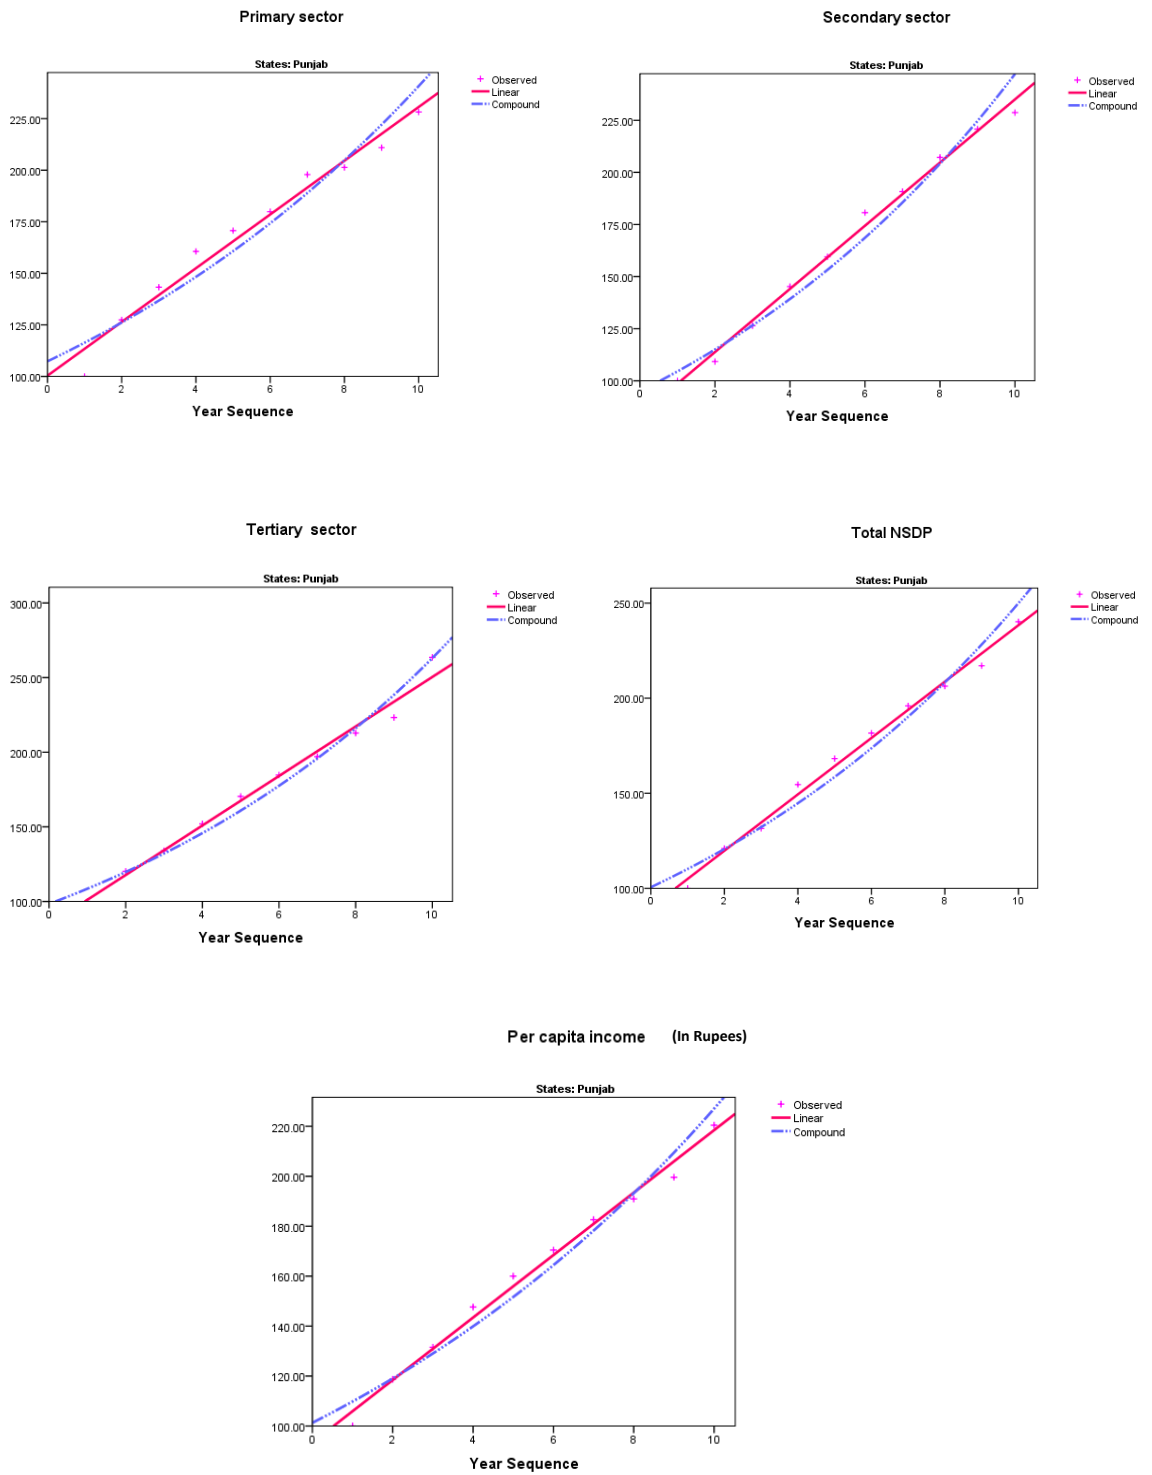 Primary sector
States: Punjab
Observed
Linear
Compound
225.00
200.00
175.00
150.00
125.00
100.00
0 2 4 6 8 10
Year Sequence
Secondary sector
States: Punjab
Observed
Linear
Compound
225.00
200.00
175.00
150.00
125.00
100.00
0 2 4 6 8 10
Year Sequence
Tertiary sector
States: Punjab
Observed
Linear
Compound
300.00
250.00
200.00
150.00
100.00
0 2 4 6 8 10
Year Sequence
Total NSDP
States: Punjab
Observed
Linear
Compound
250.00
200.00
150.00
100.00
0 2 4 6 8 10
Year Sequence
Per capita income (In Rupees)
States: Punjab
Observed
Linear
Compound
220.00
200.00
180.00
160.00
140.00
120.00
100.00
0 2 4 6 8 10
Year Sequence